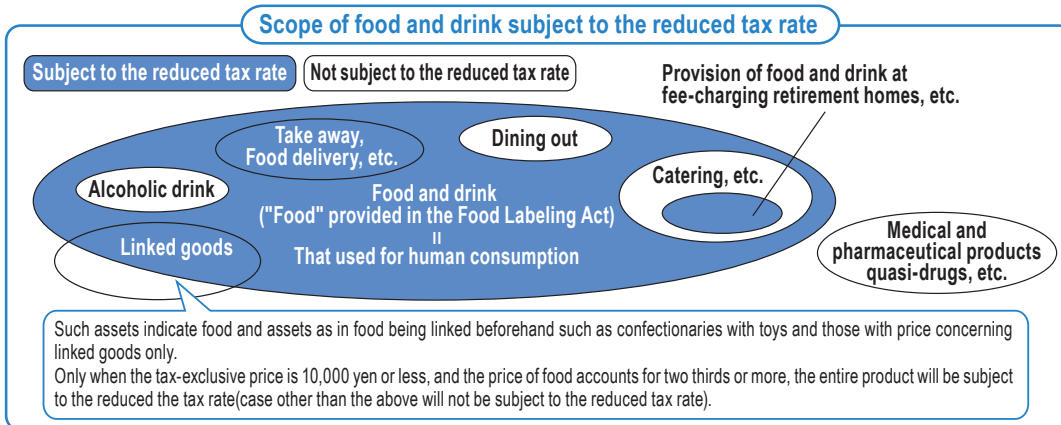 Scope of food and drink subject to the reduced tax rate
Subject to the reduced tax rate
Not subject to the reduced tax rate
Provision of food and drink at
fee-charging retirement homes, etc.
Take away,
Food delivery, etc.
Dining out
Alcoholic drink
Catering, etc.
Food and drink
("Food" provided in the Food Labeling Act)
=
That used for human consumption
Linked goods
Medical and
pharmaceutical products
quasi-drugs, etc.
Such assets indicate food and assets as in food being linked beforehand such as confectionaries with toys and those with price concerning
linked goods only.
Only when the tax-exclusive price is 10,000 yen or less, and the price of food accounts for two thirds or more, the entire product will be subject
to the reduced the tax rate(case other than the above will not be subject to the reduced tax rate).